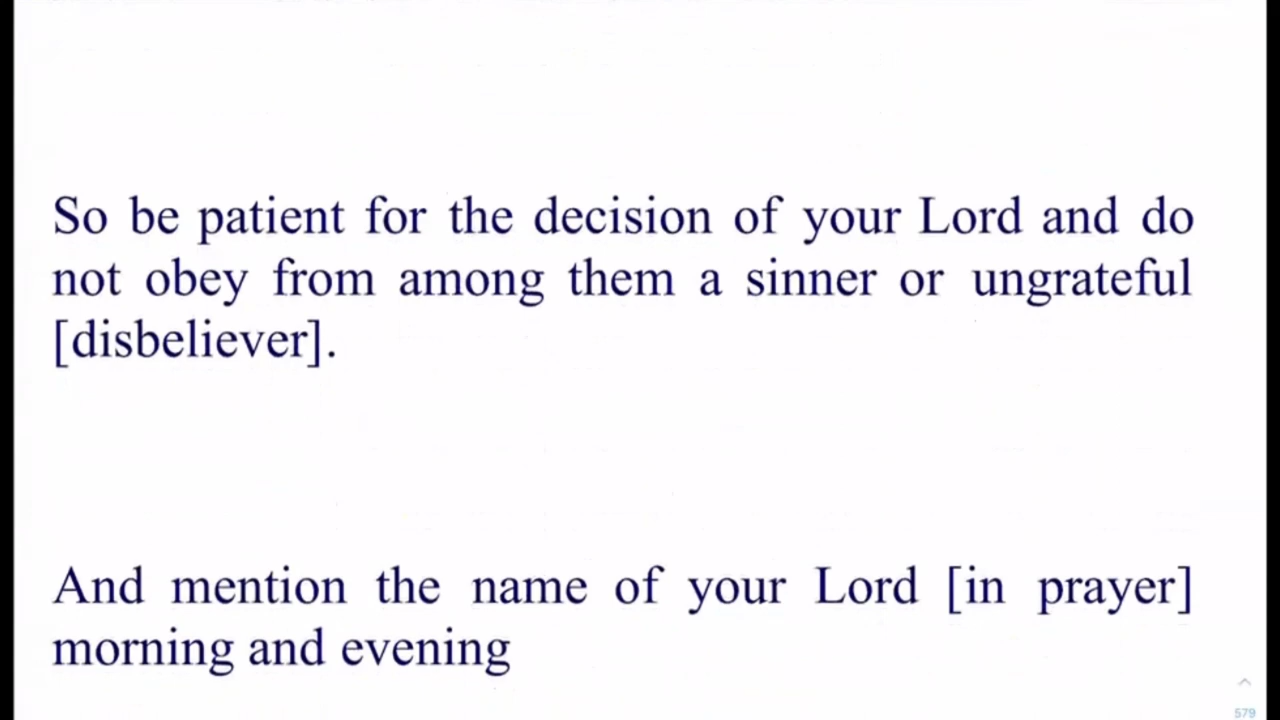 So be patient for the decision of your Lord and do
not obey from among them a sinner or ungrateful
[disbeliever].
And mention the name of your Lord [in prayer]
morning and evening
579